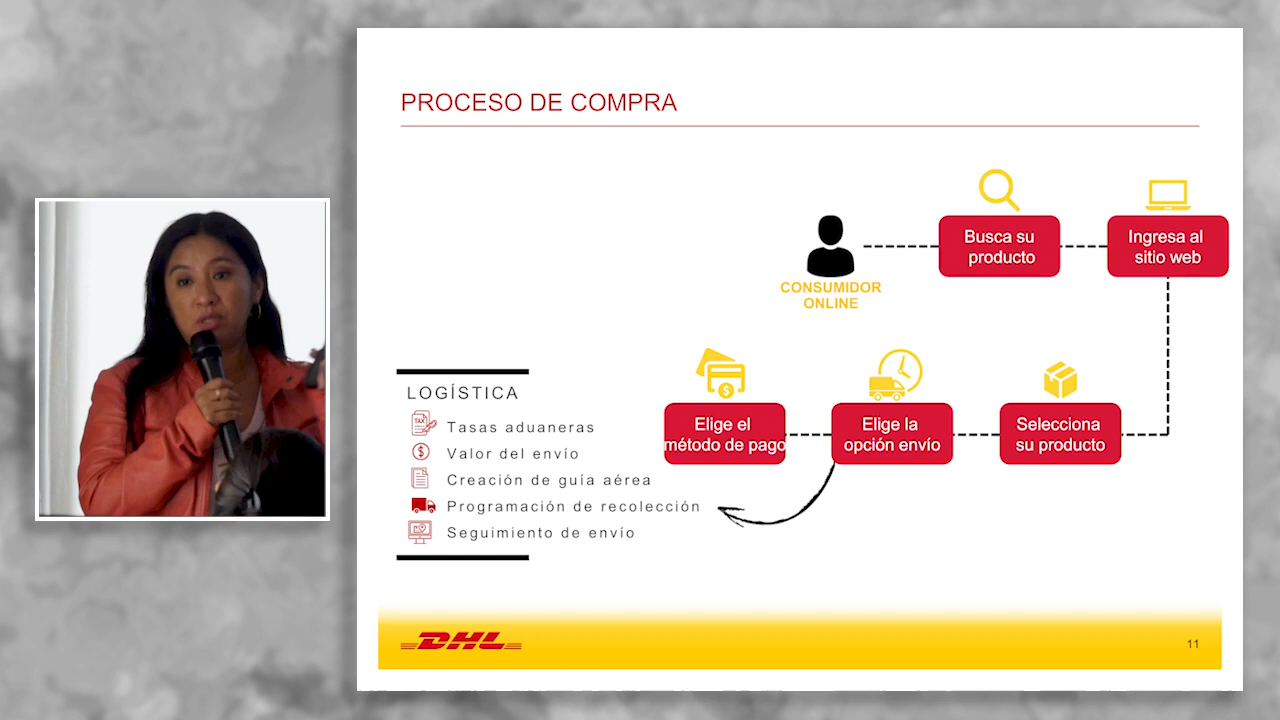 PROCESO DE COMPRA
Busca su
producto
Ingresa al
sitio web
CONSUMIDOR
ONLINE
Elige el
método de pago
Elige la
opción envío
Selecciona
su producto
LOGÍSTICA
TAX
Tasas aduaneras
Valor del envío
Creación de guía aérea
Programación de recolección
Seguimiento de envío
DHL
11